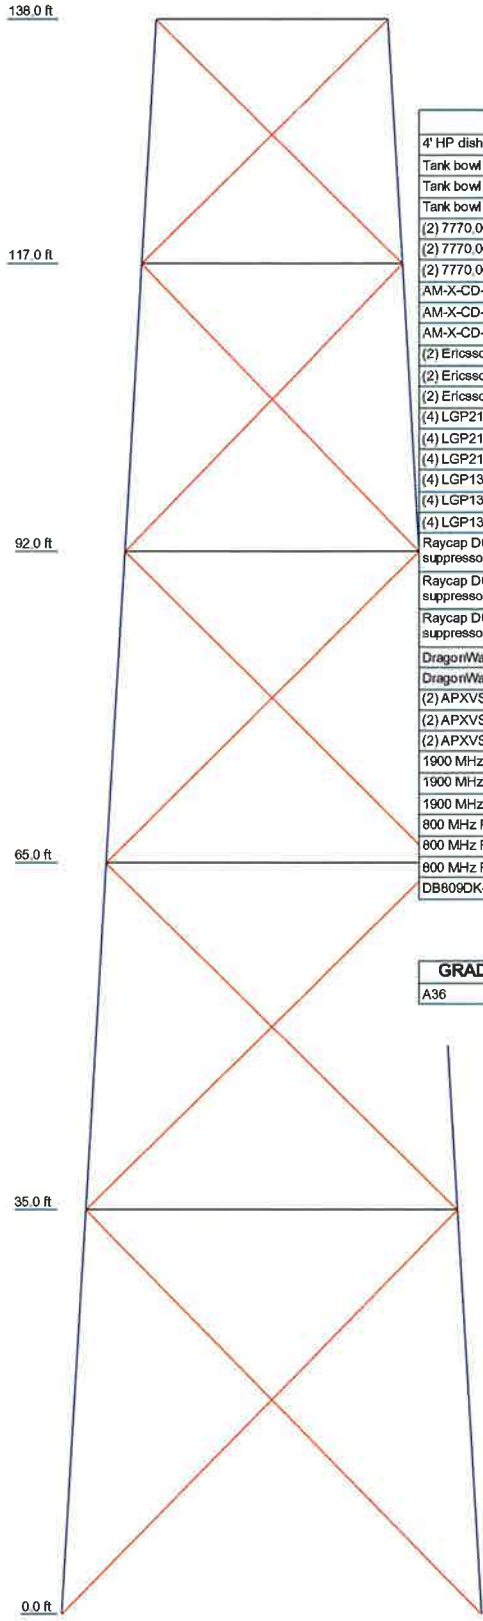 138.0 ft
117.0 ft
92.0 ft
65.0 ft
35.0 ft
0.0 ft
4' HP dish
Tank bowl
Tank bowl
Tank bowl
(2) 7770.0
(2) 7770.0
(2) 7770.0
AM-X-CD-
AM-X-CD-
AM-X-CD-
(2) Ericsso
(2) Ericsso
(2) Ericsso
(4) LGP21
(4) LGP21
(4) LGP21
(4) LGP13
(4) LGP13
(4) LGP13
Raycap D
suppresso
Raycap D
suppresso
Raycap D
suppresso
DragonWa
DragonWa
(2) APXVS
(2) APXVS
(2) APXVS
1900 MHz
1900 MHz
1900 MHz
800 MHz F
800 MHz F
800 MHz F
DB809DK-
GRAD
A36